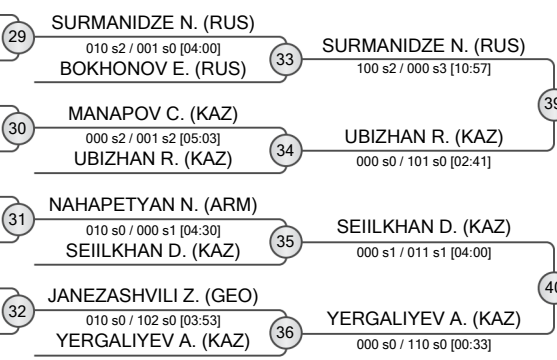 29
SURMANIDZE N. (RUS)
010 s2 / 001 s0 [04:00]
BOKHONOV E. (RUS)
33
SURMANIDZE N. (RUS)
100 s2 / 000 s3 [10:57]
39
30
MANAPOV C. (KAZ)
000 s2 / 001 s2 [05:03]
UBIZHAN R. (KAZ)
34
UBIZHAN R. (KAZ)
000 s0 / 101 s0 [02:41]
31
NAHAPETYAN N. (ARM)
010 s0 / 000 s1 [04:30]
SEIILKHAN D. (KAZ)
35
SEIILKHAN D. (KAZ)
000 s1 / 011 s1 [04:00]
40
32
JANEZASHVILI Z. (GEO)
010 s0 / 102 s0 [03:53]
YERGALIYEV A. (KAZ)
36
YERGALIYEV A. (KAZ)
000 s0 / 110 s0 [00:33]